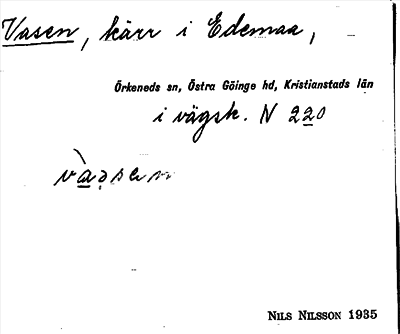 Vasen, kärr i Edemaa,
Örkeneds sn, Östra Göinge hd, Kristianstads län
i vägsk. N 220
NILS NILSSON 1935